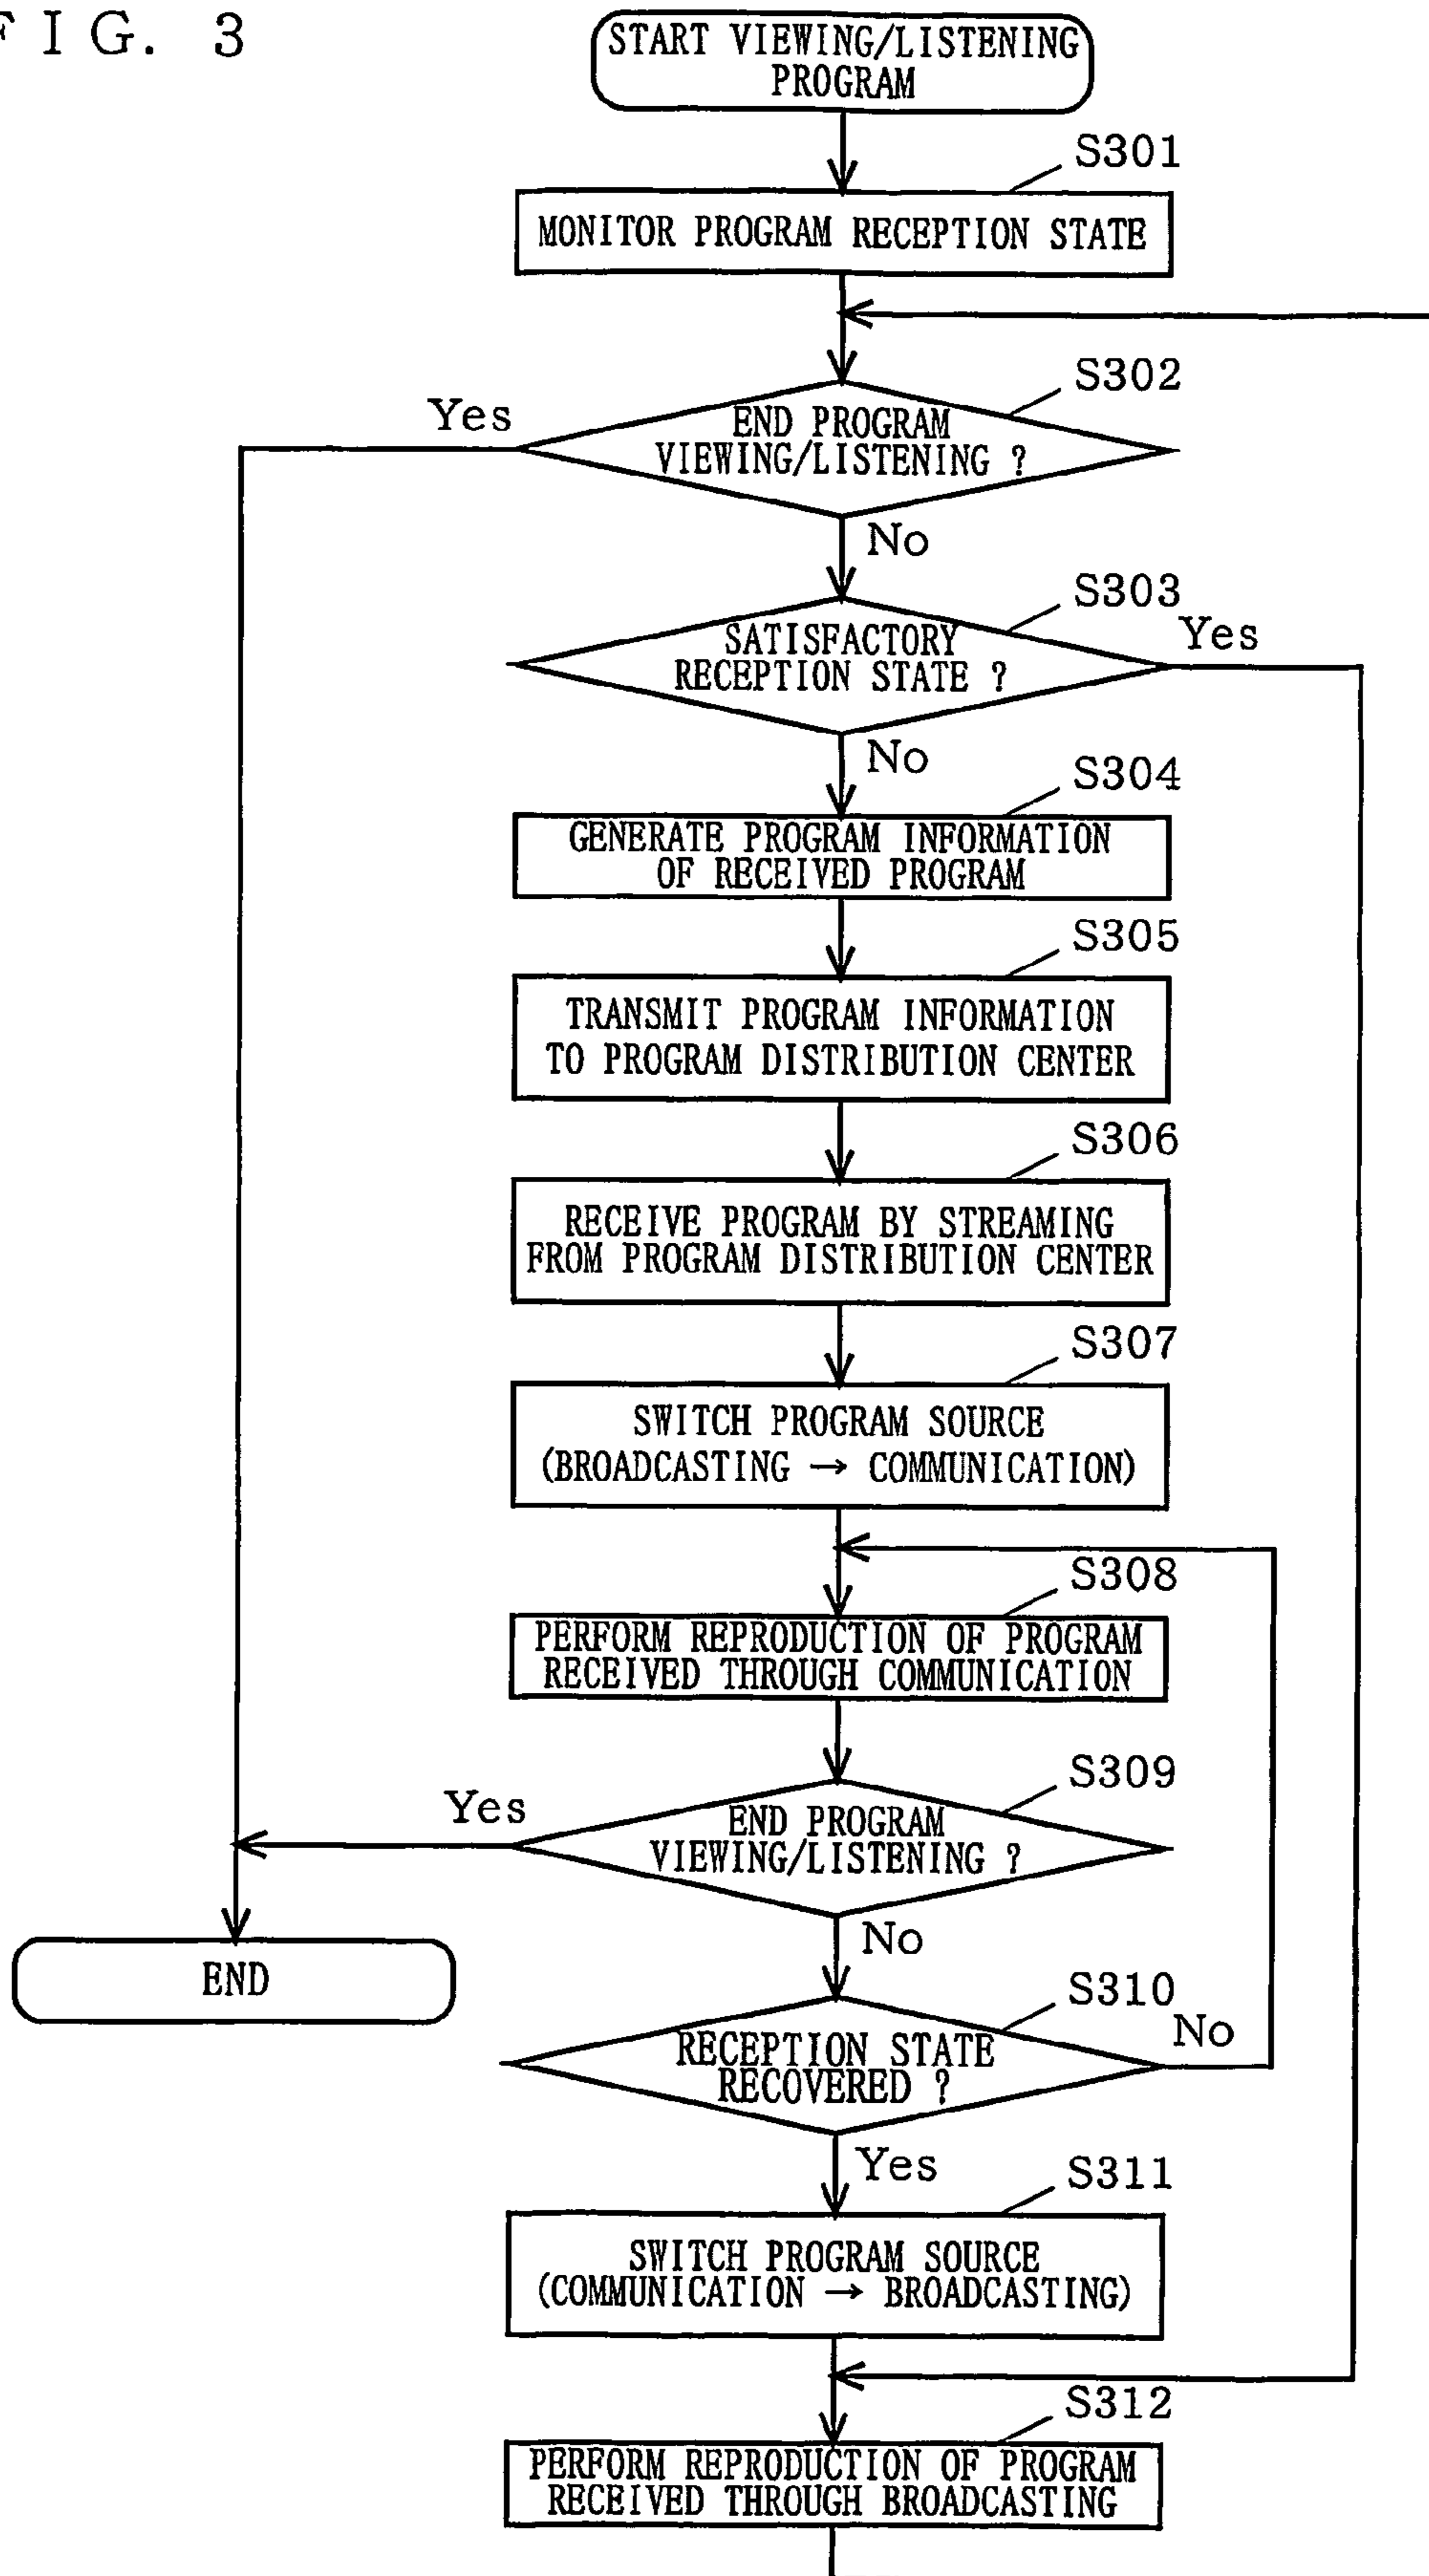 FIG. 3
START VIEWING/LISTENING
PROGRAM
S301
MONITOR PROGRAM RECEPTION STATE
S302
Yes
END PROGRAM
VIEWING/LISTENING ?
No
S303
SATISFACTORY
RECEPTION STATE ?
Yes
No
S304
GENERATE PROGRAM INFORMATION
OF RECEIVED PROGRAM
S305
TRANSMIT PROGRAM INFORMATION
TO PROGRAM DISTRIBUTION CENTER
S306
RECEIVE PROGRAM BY STREAMING
FROM PROGRAM DISTRIBUTION CENTER
S307
SWITCH PROGRAM SOURCE
(BROADCASTING → COMMUNICATION)
S308
PERFORM REPRODUCTION OF PROGRAM
RECEIVED THROUGH COMMUNICATION
S309
Yes
END PROGRAM
VIEWING/LISTENING ?
No
END
S310
RECEPTION STATE
RECOVERED ?
No
Yes
S311
SWITCH PROGRAM SOURCE
(COMMUNICATION → BROADCASTING)
S312
PERFORM REPRODUCTION OF PROGRAM
RECEIVED THROUGH BROADCASTING